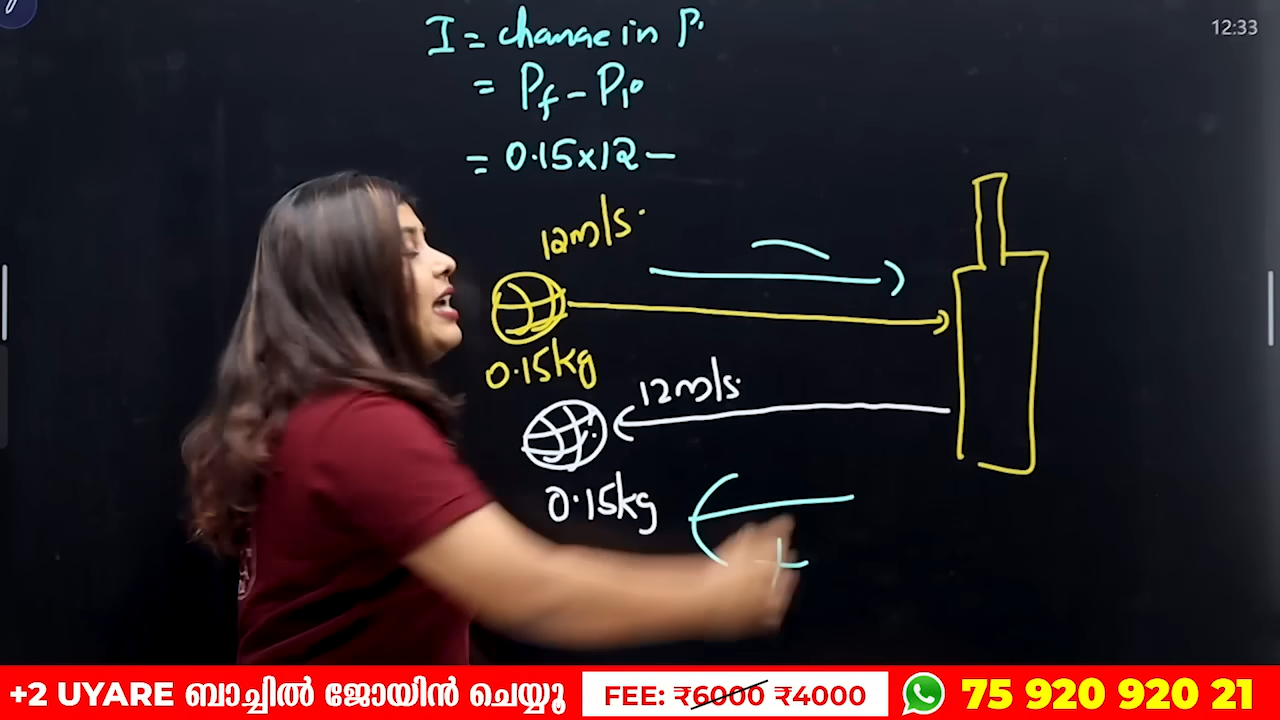 12:33
I = change in P.
= Pf - Pi
= 0.15x12 -
12m/s.
0.15kg
12m/s.
0.15kg
+
+2 UYARE ബാച്ചിൽ ജോയിൻ ചെയ്യൂ FEE: ₹6000 ₹4000 75 920 920 21